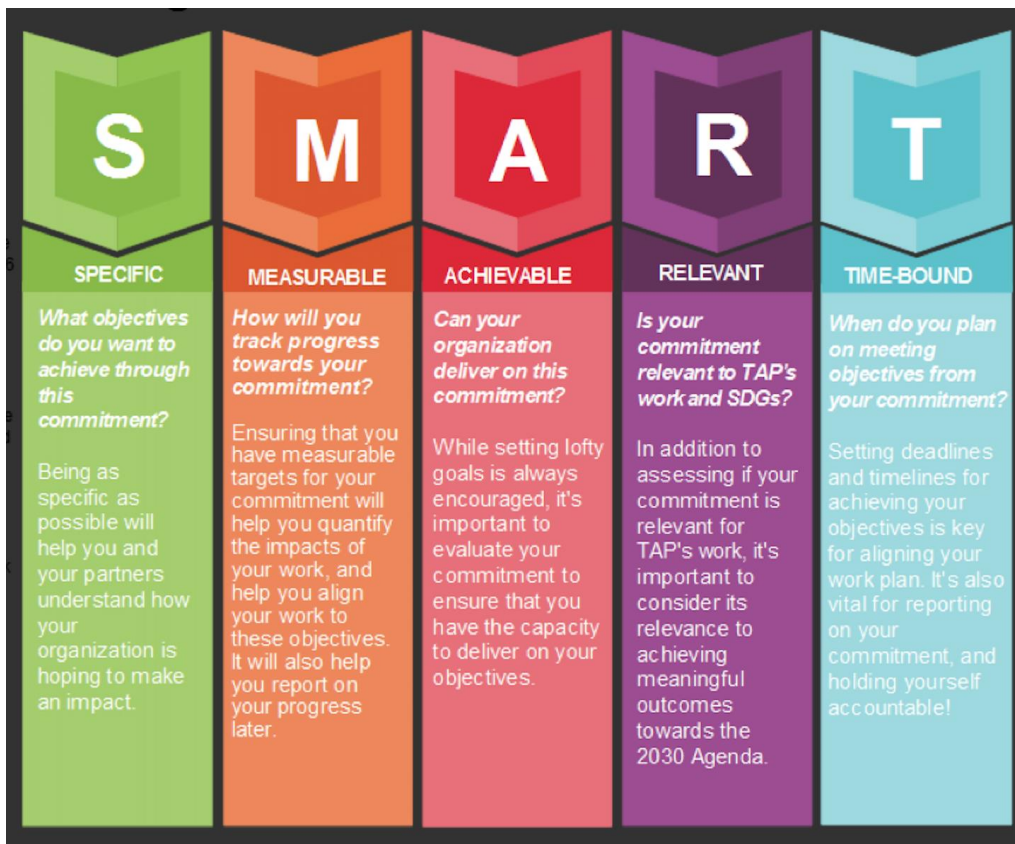 S
SPECIFIC
What objectives
do you want to
achieve through
this
commitment?
Being as
specific as
possible will
help you and
your partners
understand how
your
organization is
hoping to make
an impact.
M
MEASURABLE
How will you
track progress
towards your
commitment?
Ensuring that you
have measurable
targets for your
commitment will
help you quantify
the impacts of
your work, and
help you align
your work to
these objectives.
It will also help
you report on
your progress
later.
A
ACHIEVABLE
Can your
organization
deliver on this
commitment?
While setting lofty
goals is always
encouraged, it's
important to
evaluate your
commitment to
ensure that you
have the capacity
to deliver on your
objectives.
R
RELEVANT
Is your
commitment
relevant to TAP's
work and SDGs?
In addition to
assessing if your
commitment is
relevant for
TAP's work, it's
important to
consider its
relevance to
achieving
meaningful
outcomes
towards the
2030 Agenda.
T
TIME-BOUND
When do you plan
on meeting
objectives from
your commitment?
Setting deadlines
and timelines for
achieving your
objectives is key
for aligning your
work plan. It's also
vital for reporting
on your
commitment, and
holding yourself
accountable!